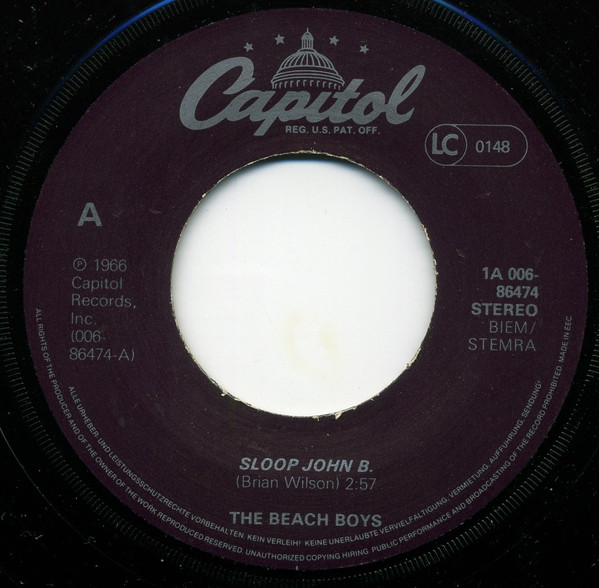 Capitol
REG. U.S. PAT. OFF.
LC 0148
A
℗ 1966
Capitol
Records,
Inc.
(006-
86474-A)
1A 006-
86474
STEREO
BIEM/
STEMRA
SLOOP JOHN B.
(Brian Wilson) 2:57
THE BEACH BOYS
ALLE URHEBER- UND LEISTUNGSSCHUTZRECHTE VORBEHALTEN. KEIN VERLEIH! KEINE UNERLAUBTE VERVIELFÄLTIGUNG, VERMIETUNG, AUFFÜHRUNG, SENDUNG!
ALL RIGHTS OF THE PRODUCER AND OF THE OWNER OF THE WORK REPRODUCED RESERVED. UNAUTHORIZED COPYING HIRING PUBLIC PERFORMANCE AND BROADCASTING OF THE RECORD PROHIBITED. MADE IN EEC